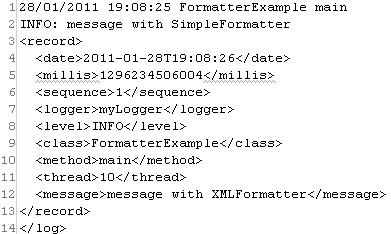 1 28/01/2011 19:08:25 FormatterExample main
2 INFO: message with SimpleFormatter
3 <record>
4 <date>2011-01-28T19:08:26</date>
5 <millis>1296234506004</millis>
6 <sequence>1</sequence>
7 <logger>myLogger</logger>
8 <level>INFO</level>
9 <class>FormatterExample</class>
10 <method>main</method>
11 <thread>10</thread>
12 <message>message with XMLFormatter</message>
13 </record>
14 </log>